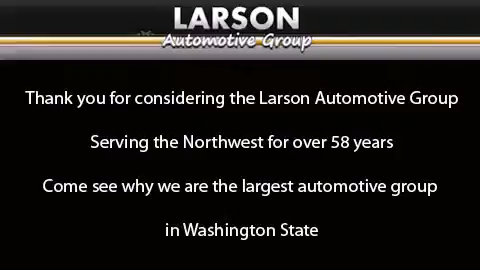 LARSON
Automotive Group
Thank you for considering the Larson Automotive Group
Serving the Northwest for over 58 years
Come see why we are the largest automotive group
in Washington State